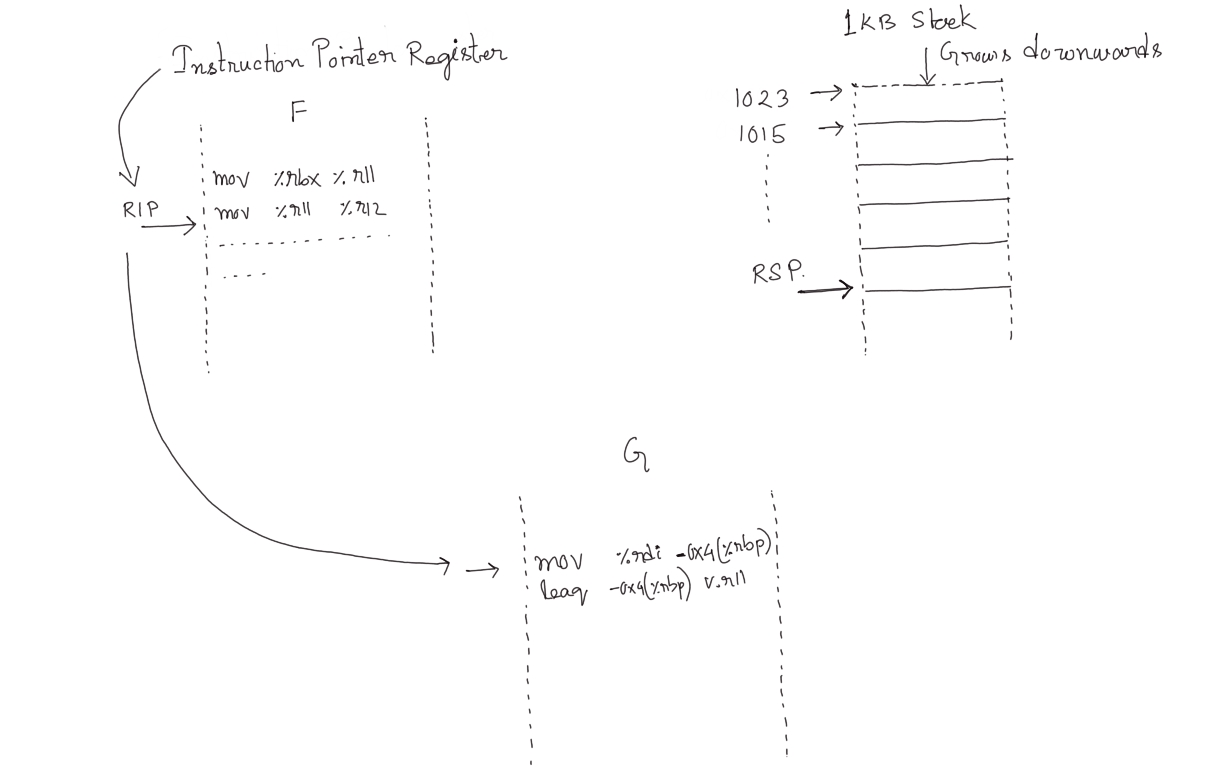 1KB Stack
Instruction Pointer Register
Grows downwards
F
1023
1015
mov %rbx %r11
RIP
mov %r11 %r12
RSP.
G
mov %rdi -0x4(%rbp)
leaq -0x4(%rbp) %r11